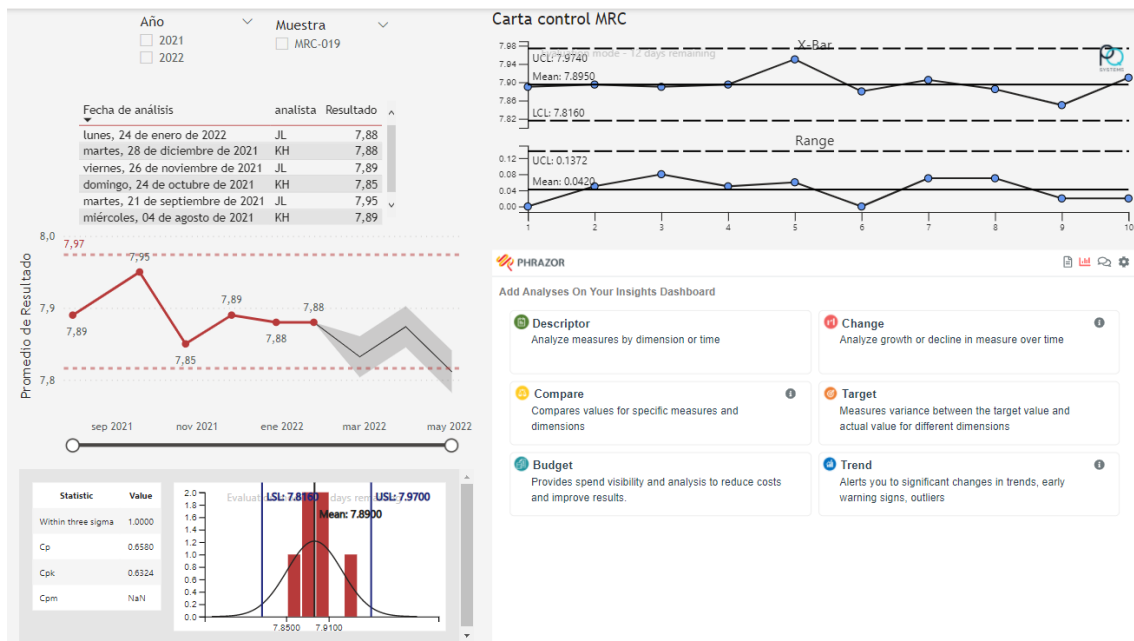 Año
2021
2022
Muestra
MRC-019
Fecha de análisis analista Resultado
lunes, 24 de enero de 2022 JL 7,88
martes, 28 de diciembre de 2021 KH 7,88
viernes, 26 de noviembre de 2021 JL 7,89
domingo, 24 de octubre de 2021 KH 7,85
martes, 21 de septiembre de 2021 JL 7,95
miércoles, 04 de agosto de 2021 KH 7,89
Promedio de Resultado
8,0
7,9
7,8
7,97
7,89
7,95
7,85
7,89
7,88
7,88
sep 2021 nov 2021 ene 2022 mar 2022 may 2022
Statistic Value
Within three sigma 1.0000
Cp 0.6580
Cpk 0.6324
Cpm NaN
days remaining
LSL: 7.8160 USL: 7.9700
Mean: 7.8900
2.0
1.8
1.6
1.4
1.2
1.0
0.8
0.6
0.4
0.2
0.0
7.8500 7.9100
Carta control MRC
X-Bar
Evaluation mode - 12 days remaining
UCL: 7.9740
Mean: 7.8950
LCL: 7.8160
7.98
7.94
7.90
7.86
7.82
PQ
SYSTEMS
Range
UCL: 0.1372
Mean: 0.0420
0.12
0.08
0.04
0.00
1 2 3 4 5 6 7 8 9 10
PHRAZOR
Add Analyses On Your Insights Dashboard
Descriptor
Analyze measures by dimension or time
Change
Analyze growth or decline in measure over time
Compare
Compares values for specific measures and
dimensions
Target
Measures variance between the target value and
actual value for different dimensions
Budget
Provides spend visibility and analysis to reduce costs
and improve results.
Trend
Alerts you to significant changes in trends, early
warning signs, outliers